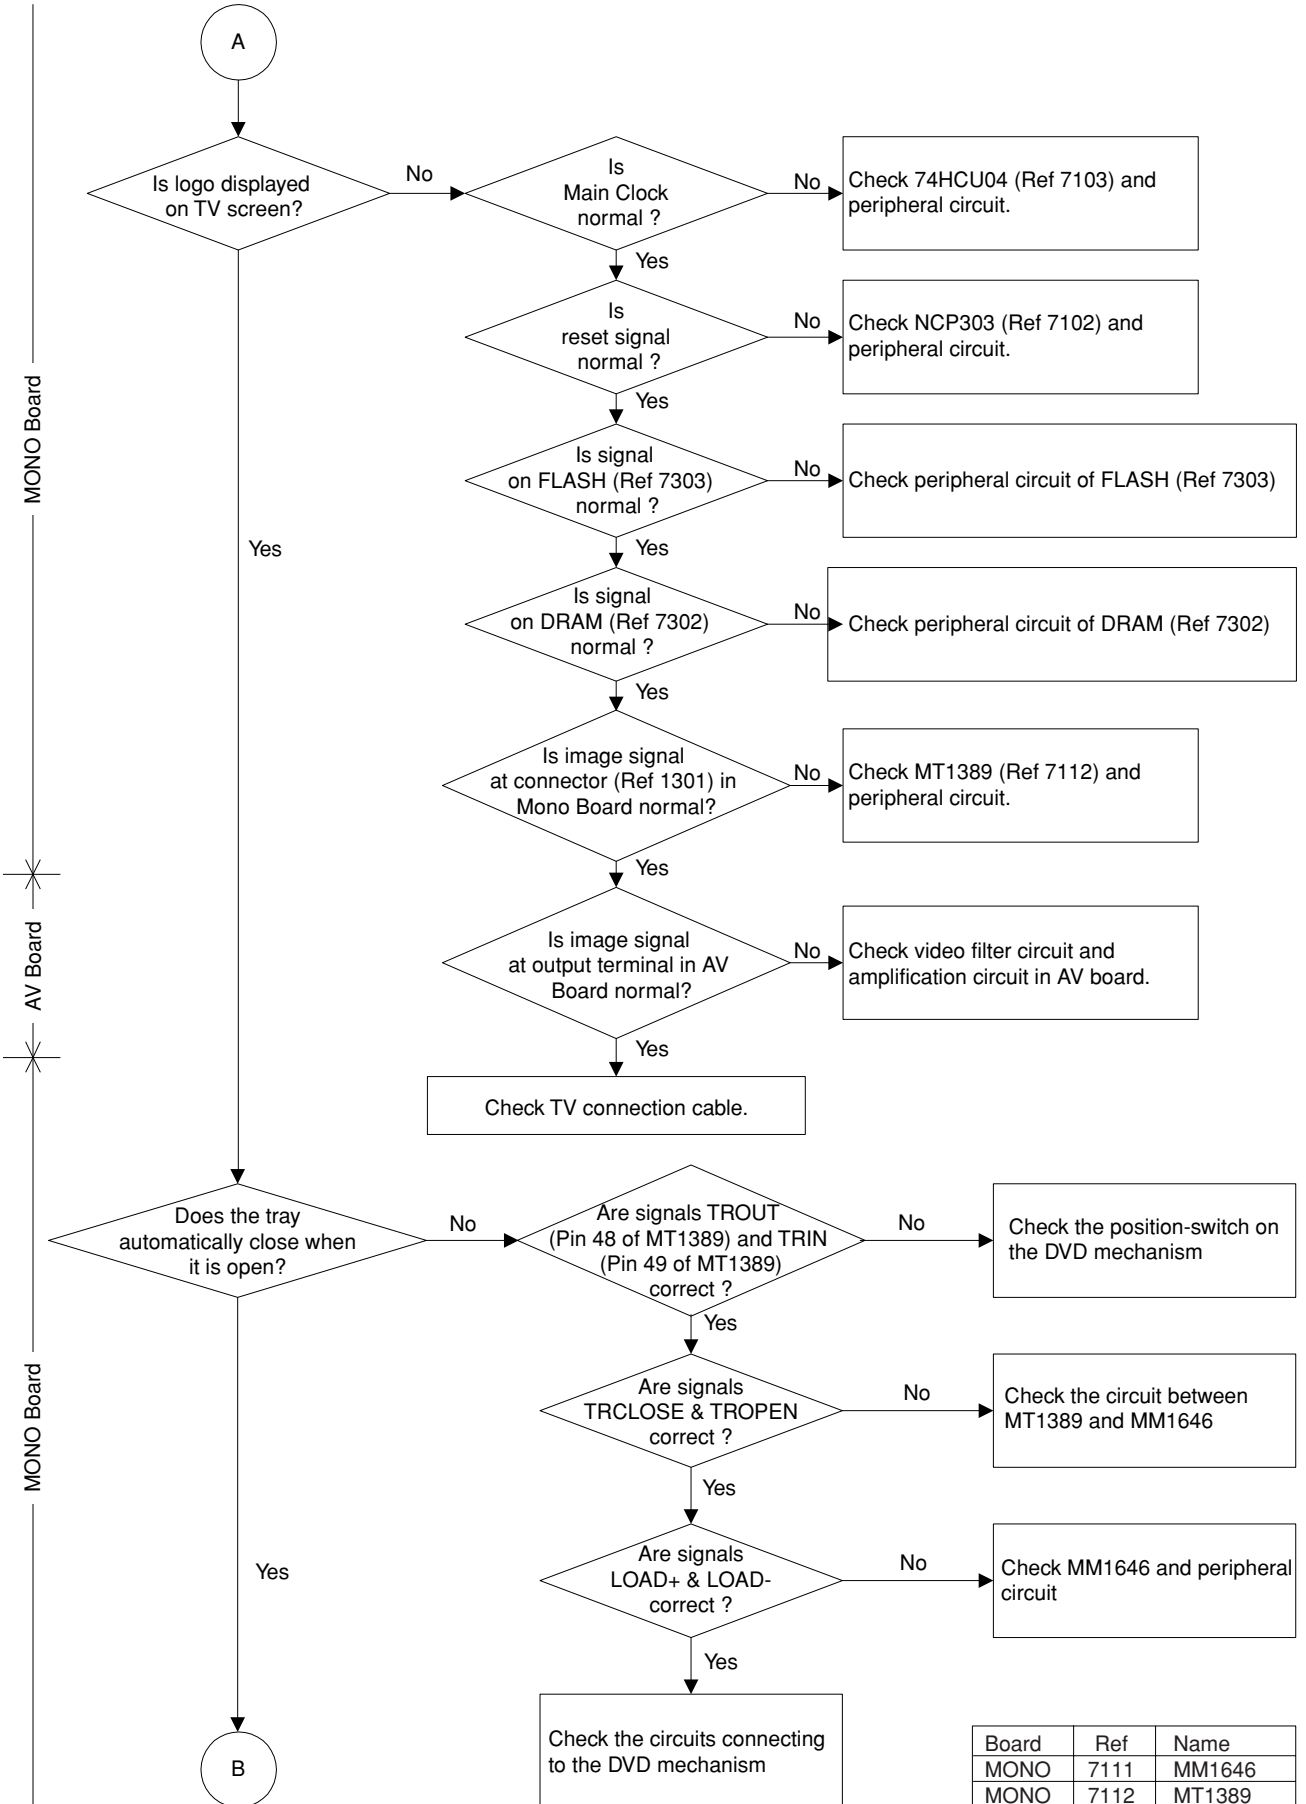 A
Is logo displayed
on TV screen?
No
Is
Main Clock
normal ?
No
Check 74HCU04 (Ref 7103) and
peripheral circuit.
Yes
Is
reset signal
normal ?
No
Check NCP303 (Ref 7102) and
peripheral circuit.
Yes
MONO Board
Is signal
on FLASH (Ref 7303)
normal ?
No
Check peripheral circuit of FLASH (Ref 7303)
Yes
Yes
Is signal
on DRAM (Ref 7302)
normal ?
No
Check peripheral circuit of DRAM (Ref 7302)
Yes
Is image signal
at connector (Ref 1301) in
Mono Board normal?
No
Check MT1389 (Ref 7112) and
peripheral circuit.
Yes
AV Board
Is image signal
at output terminal in AV
Board normal?
No
Check video filter circuit and
amplification circuit in AV board.
Yes
Check TV connection cable.
Does the tray
automatically close when
it is open?
No
Are signals TROUT
(Pin 48 of MT1389) and TRIN
(Pin 49 of MT1389)
correct ?
No
Check the position-switch on
the DVD mechanism
Yes
MONO Board
Are signals
TRCLOSE & TROPEN
correct ?
No
Check the circuit between
MT1389 and MM1646
Yes
Yes
Are signals
LOAD+ & LOAD-
correct ?
No
Check MM1646 and peripheral
circuit
Yes
Check the circuits connecting
to the DVD mechanism
B
Board Ref Name
MONO 7111 MM1646
MONO 7112 MT1389